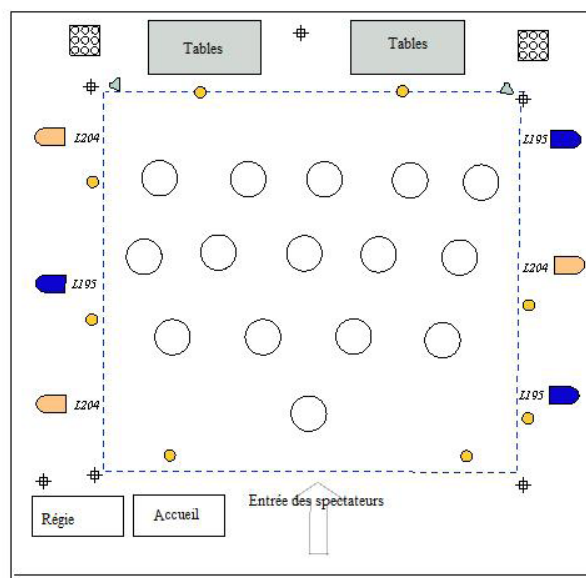 Tables
Tables
L204
L195
L195
L204
L204
L195
Entrée des spectateurs
Régie
Accueil